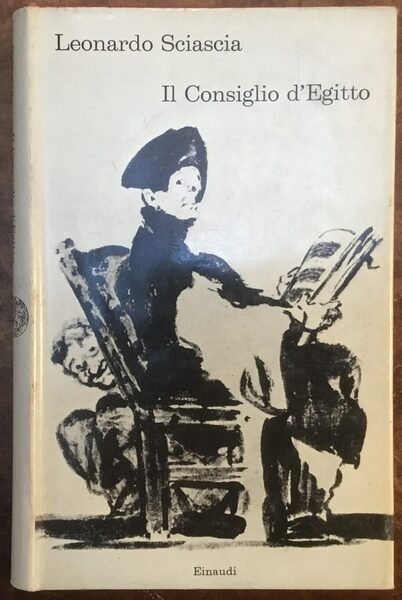 Leonardo Sciascia
Il Consiglio d'Egitto
Einaudi